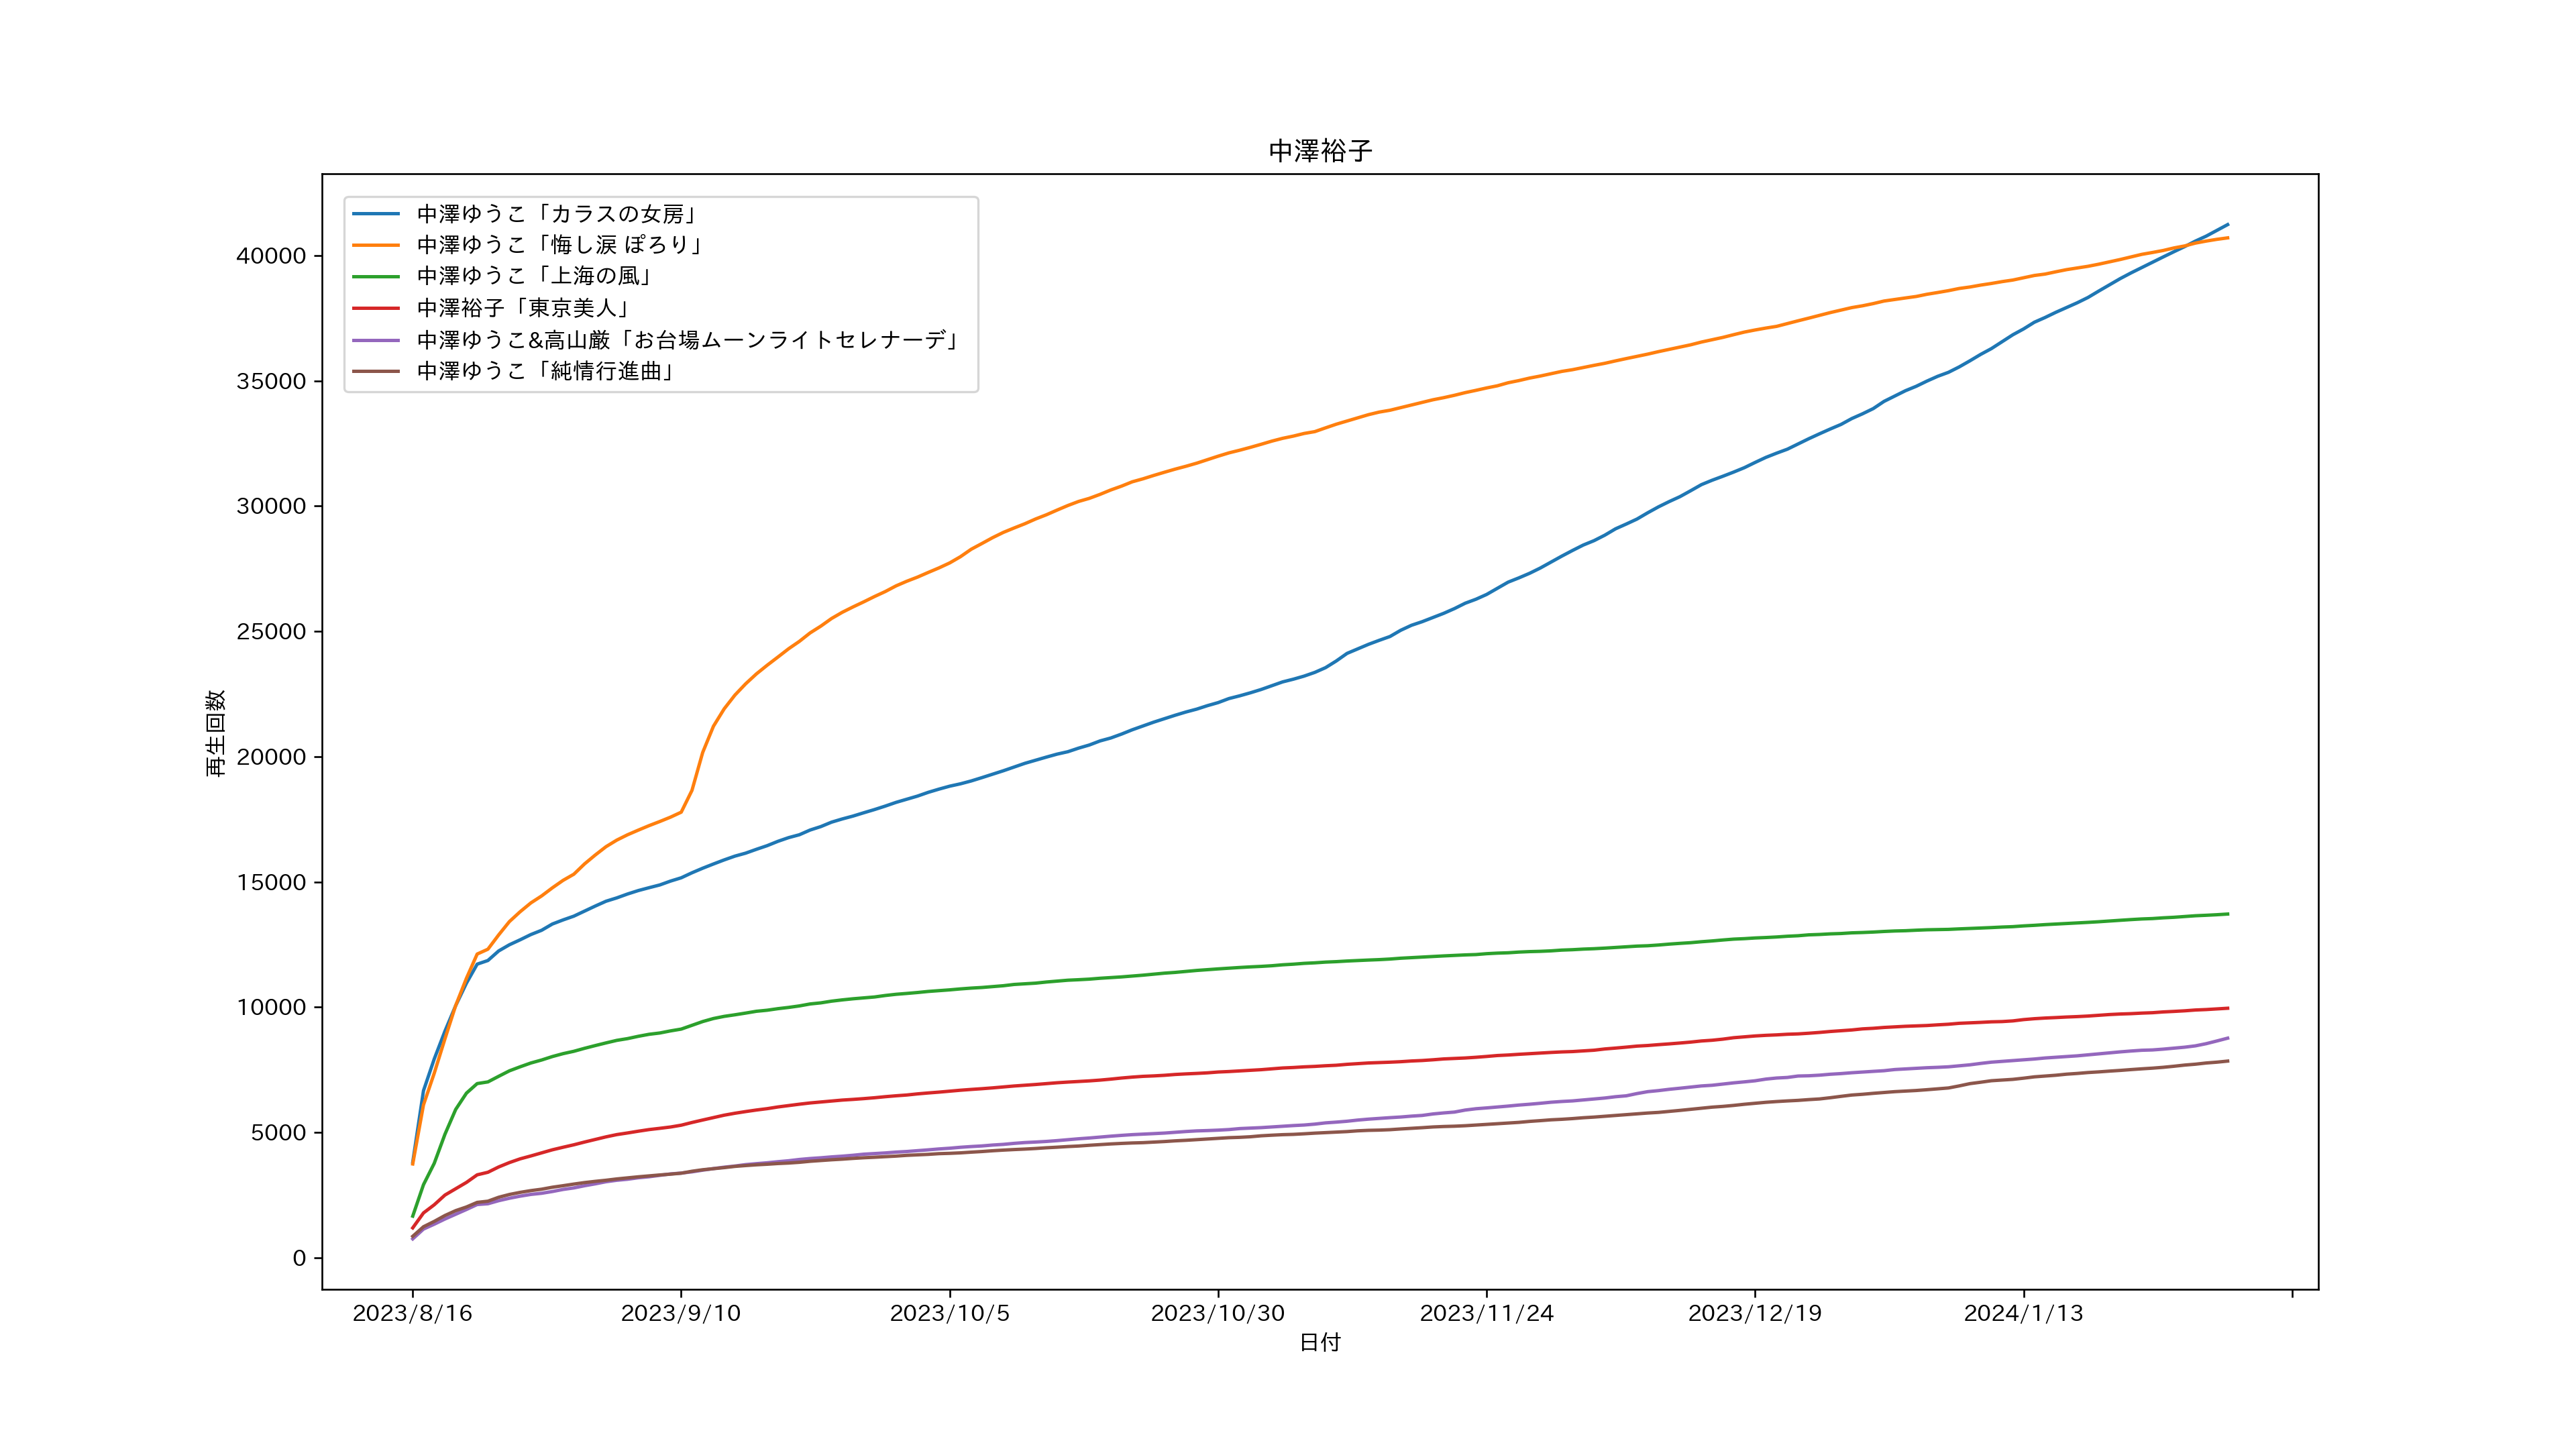 中澤裕子
中澤ゆうこ「カラスの女房」
中澤ゆうこ「悔し涙 ぽろり」
中澤ゆうこ「上海の風」
中澤裕子「東京美人」
中澤ゆうこ&高山厳「お台場ムーンライトセレナーデ」
中澤ゆうこ「純情行進曲」
40000
35000
30000
25000
20000
15000
10000
5000
0
再生回数
2023/8/16 2023/9/10 2023/10/5 2023/10/30 2023/11/24 2023/12/19 2024/1/13
日付